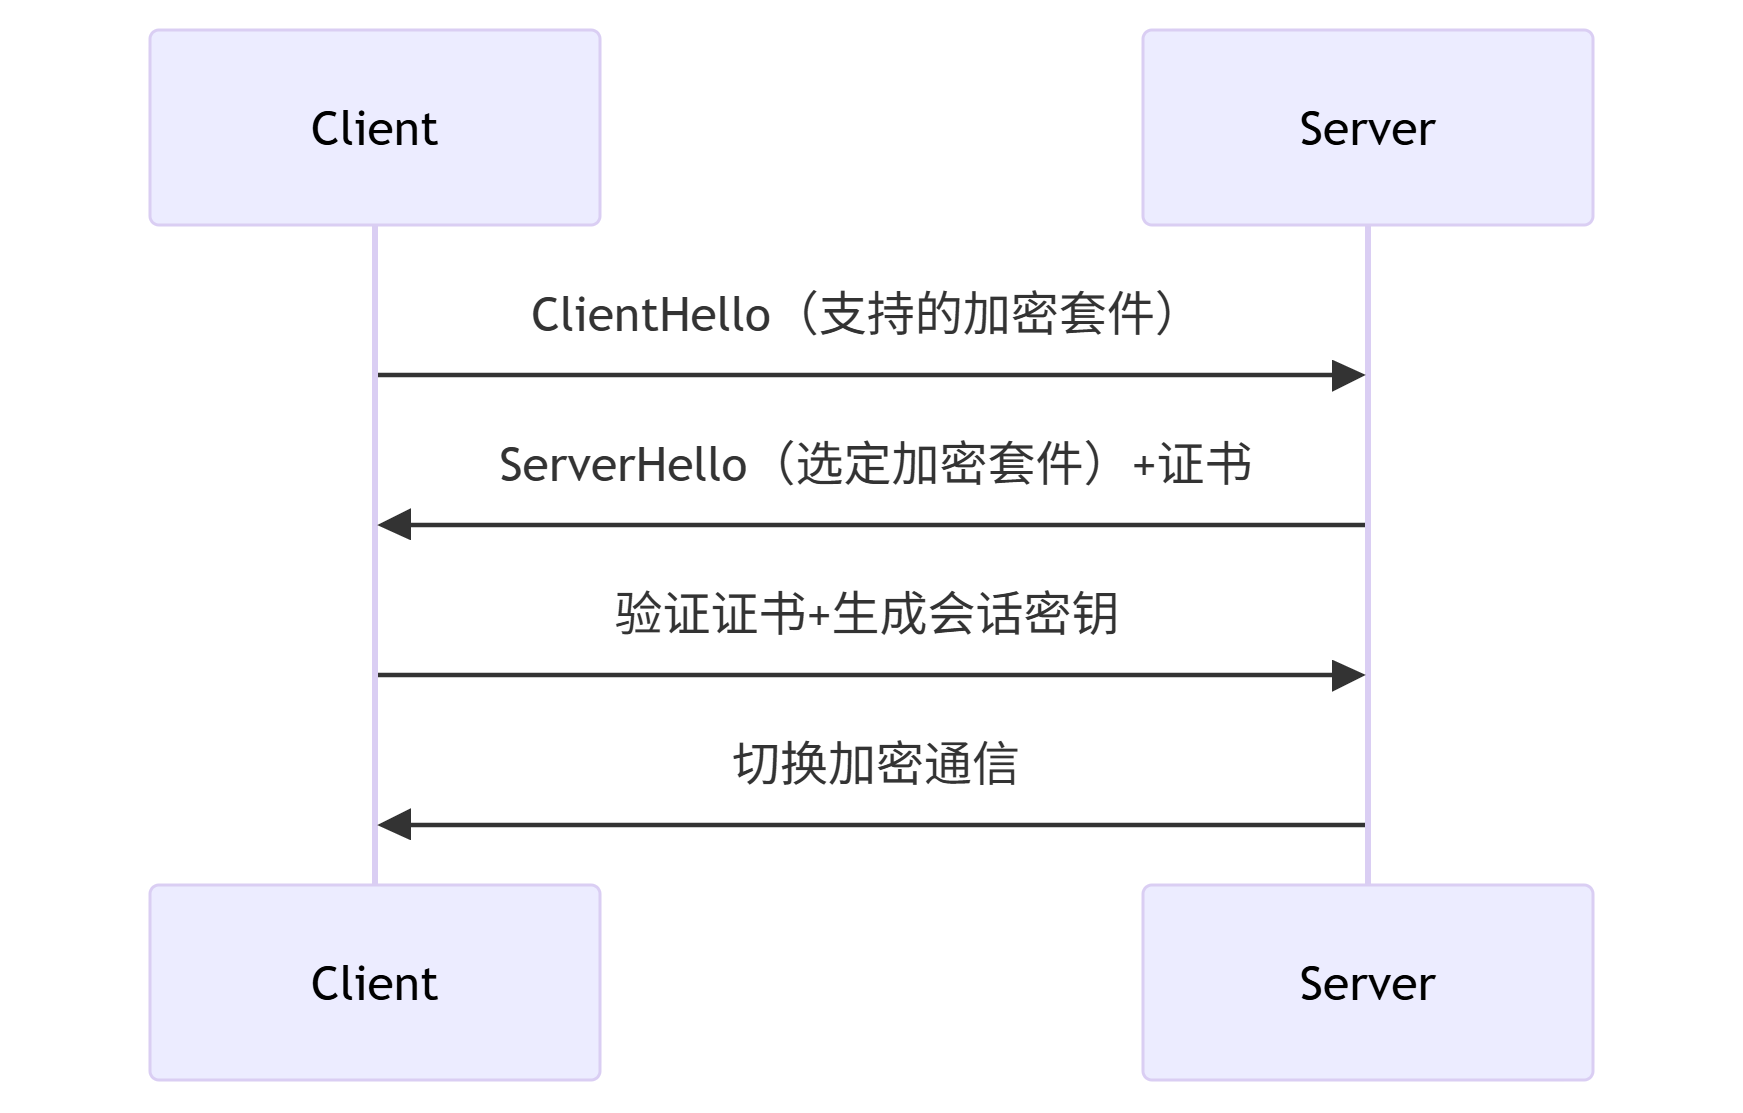 Client
Server
ClientHello（支持的加密套件）
ServerHello（选定加密套件）+证书
验证证书+生成会话密钥
切换加密通信
Client
Server